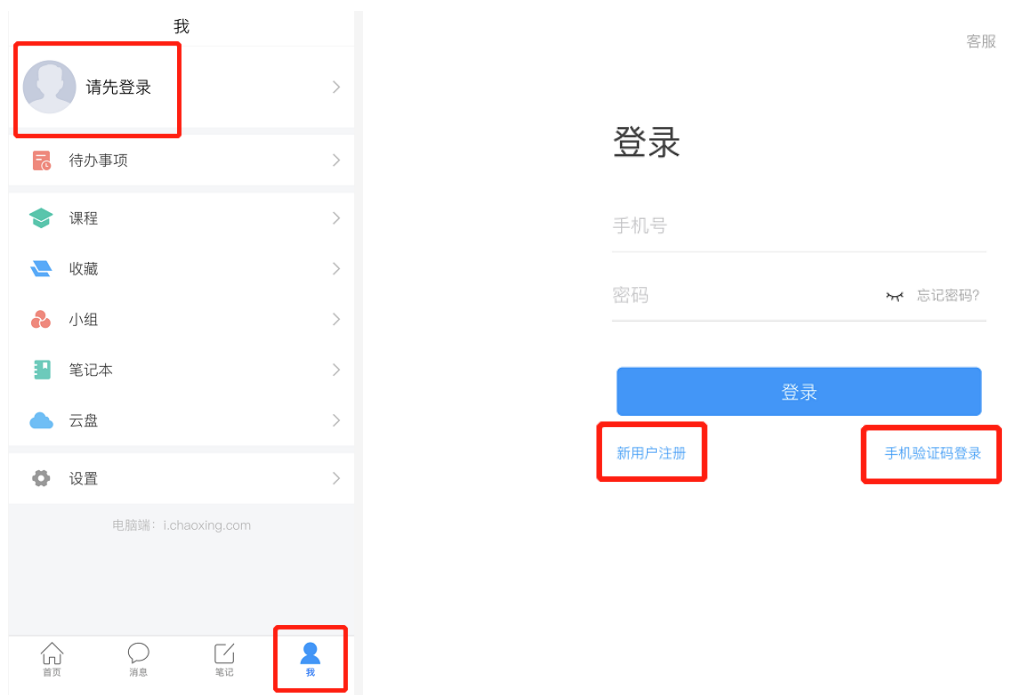 我
请先登录
待办事项
课程
收藏
小组
笔记本
云盘
设置
电脑端：i.chaoxing.com
首页
消息
笔记
我
客服
登录
手机号
密码
忘记密码?
登录
新用户注册
手机验证码登录